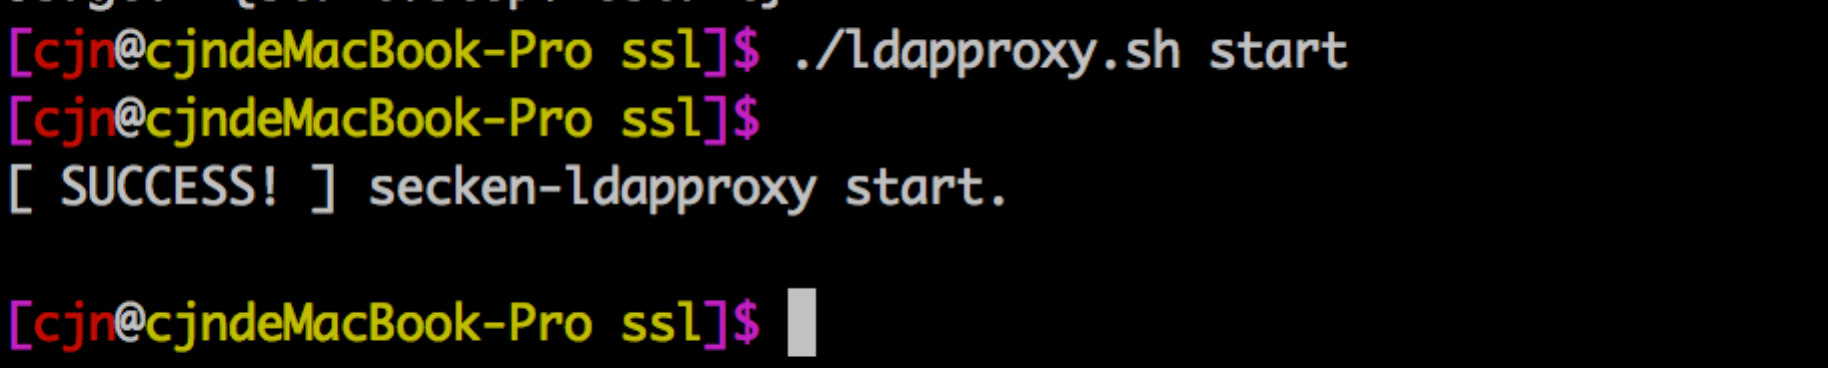 [cjn@cjndeMacBook-Pro ssl]$ ./ldapproxy.sh start
[cjn@cjndeMacBook-Pro ssl]$
[ SUCCESS! ] secken-ldapproxy start.
[cjn@cjndeMacBook-Pro ssl]$